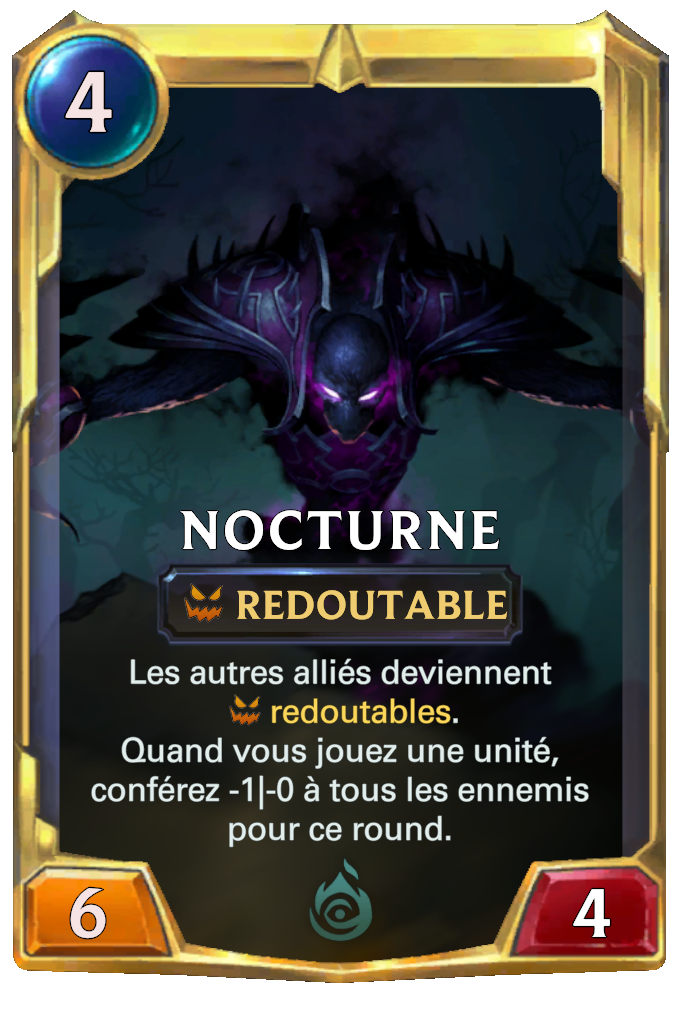 4
NOCTURNE
REDOUTABLE
Les autres alliés deviennent
redoutables.
Quand vous jouez une unité,
conférez -1|-0 à tous les ennemis
pour ce round.
6
4